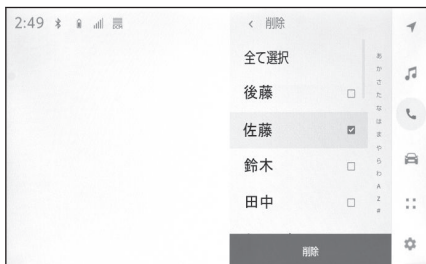 2:49
< 削除
全て選択
後藤
佐藤
鈴木
田中
あ
か
さ
た
な
は
ま
や
ら
わ
A
Z
#
削除